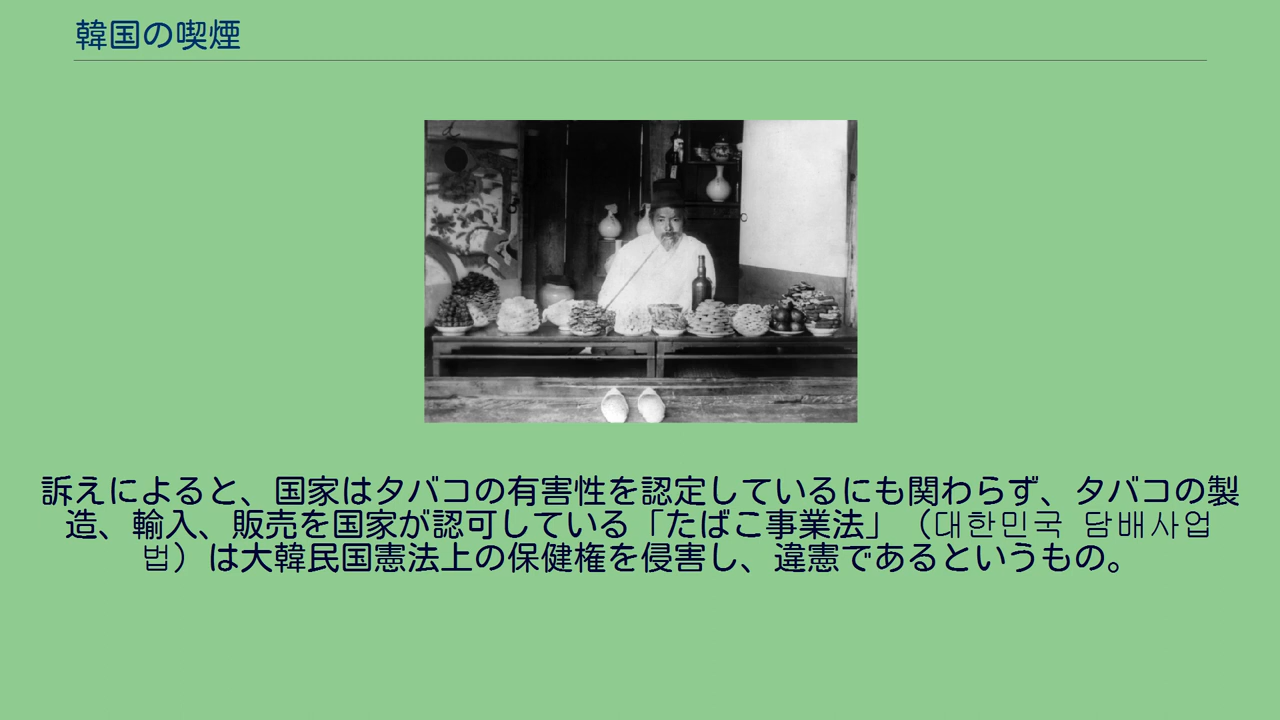 韓国の喫煙
訴えによると、国家はタバコの有害性を認定しているにも関わらず、タバコの製
造、輸入、販売を国家が認可している「たばこ事業法」（대한민국 담배사업
법）は大韓民国憲法上の保健権を侵害し、違憲であるというもの。